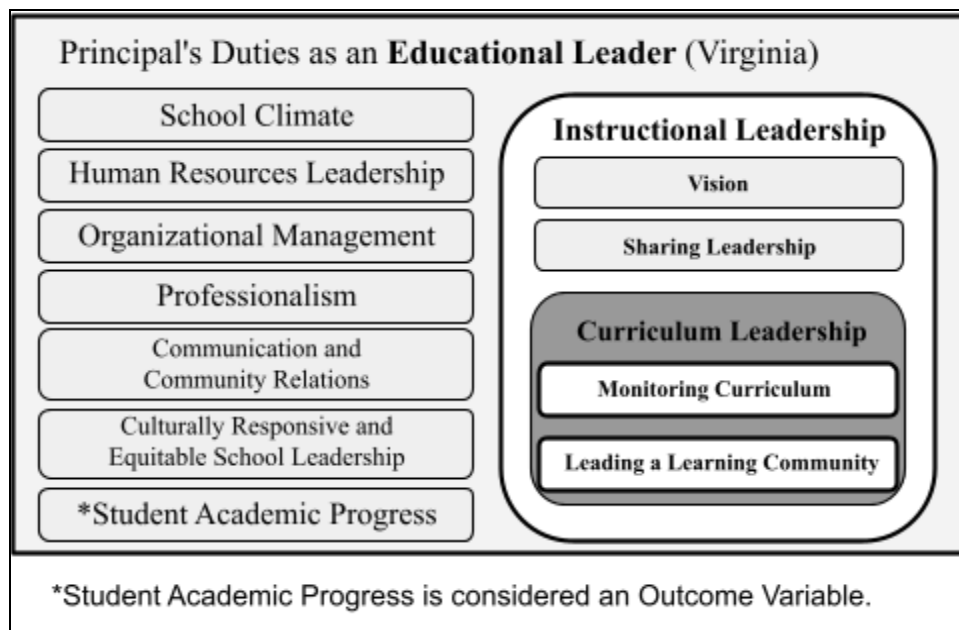 Principal's Duties as an Educational Leader (Virginia)
School Climate
Human Resources Leadership
Organizational Management
Professionalism
Communication and
Community Relations
Culturally Responsive and
Equitable School Leadership
*Student Academic Progress
Instructional Leadership
Vision
Sharing Leadership
Curriculum Leadership
Monitoring Curriculum
Leading a Learning Community
*Student Academic Progress is considered an Outcome Variable.